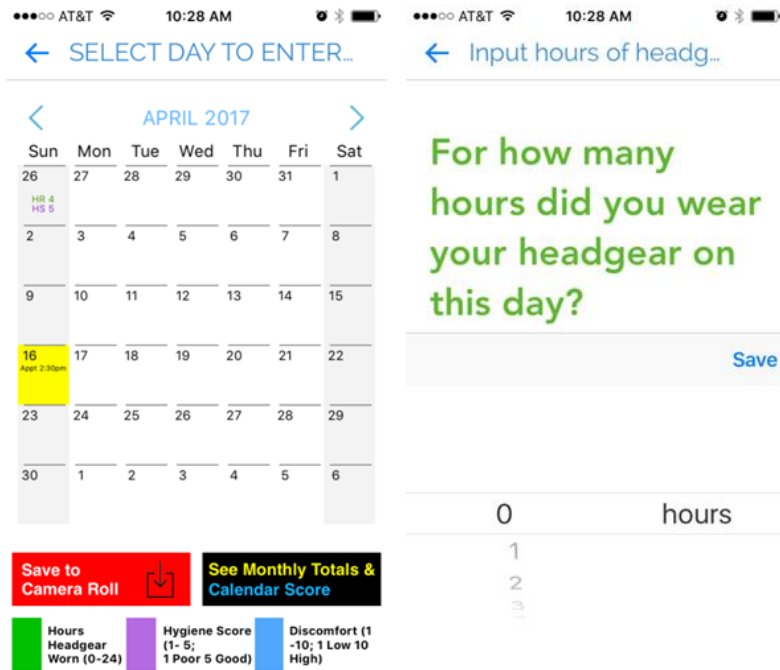 AT&T 10:28 AM
SELECT DAY TO ENTER...
APRIL 2017
Sun Mon Tue Wed Thu Fri Sat
26 27 28 29 30 31 1
HR 4
HS 5
2 3 4 5 6 7 8
9 10 11 12 13 14 15
16 17 18 19 20 21 22
Appt 2:30pm
23 24 25 26 27 28 29
30 1 2 3 4 5 6
Save to
Camera Roll
See Monthly Totals &
Calendar Score
Hours
Headgear
Worn (0-24)
Hygiene Score
(1- 5;
1 Poor 5 Good)
Discomfort (1
-10; 1 Low 10
High)
AT&T 10:28 AM
Input hours of headg...
For how many
hours did you wear
your headgear on
this day?
Save
0 hours
1
2
3